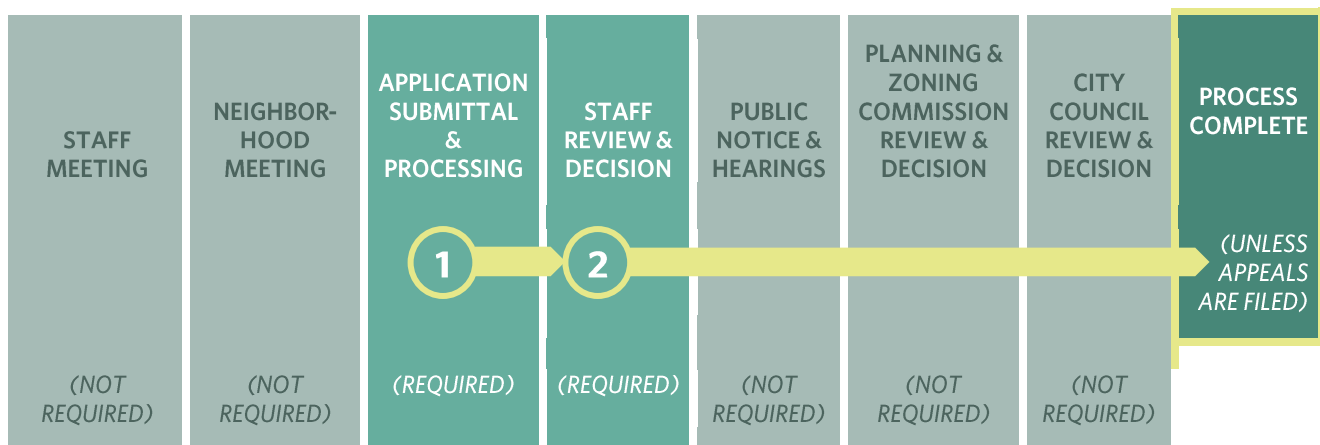 STAFF
MEETING
(NOT
REQUIRED)
NEIGHBOR-
HOOD
MEETING
(NOT
REQUIRED)
APPLICATION
SUBMITTAL
&
PROCESSING
1
(REQUIRED)
STAFF
REVIEW &
DECISION
2
(REQUIRED)
PUBLIC
NOTICE &
HEARINGS
(NOT
REQUIRED)
PLANNING &
ZONING
COMMISSION
REVIEW &
DECISION
(NOT
REQUIRED)
CITY
COUNCIL
REVIEW &
DECISION
(NOT
REQUIRED)
PROCESS
COMPLETE
(UNLESS
APPEALS
ARE FILED)